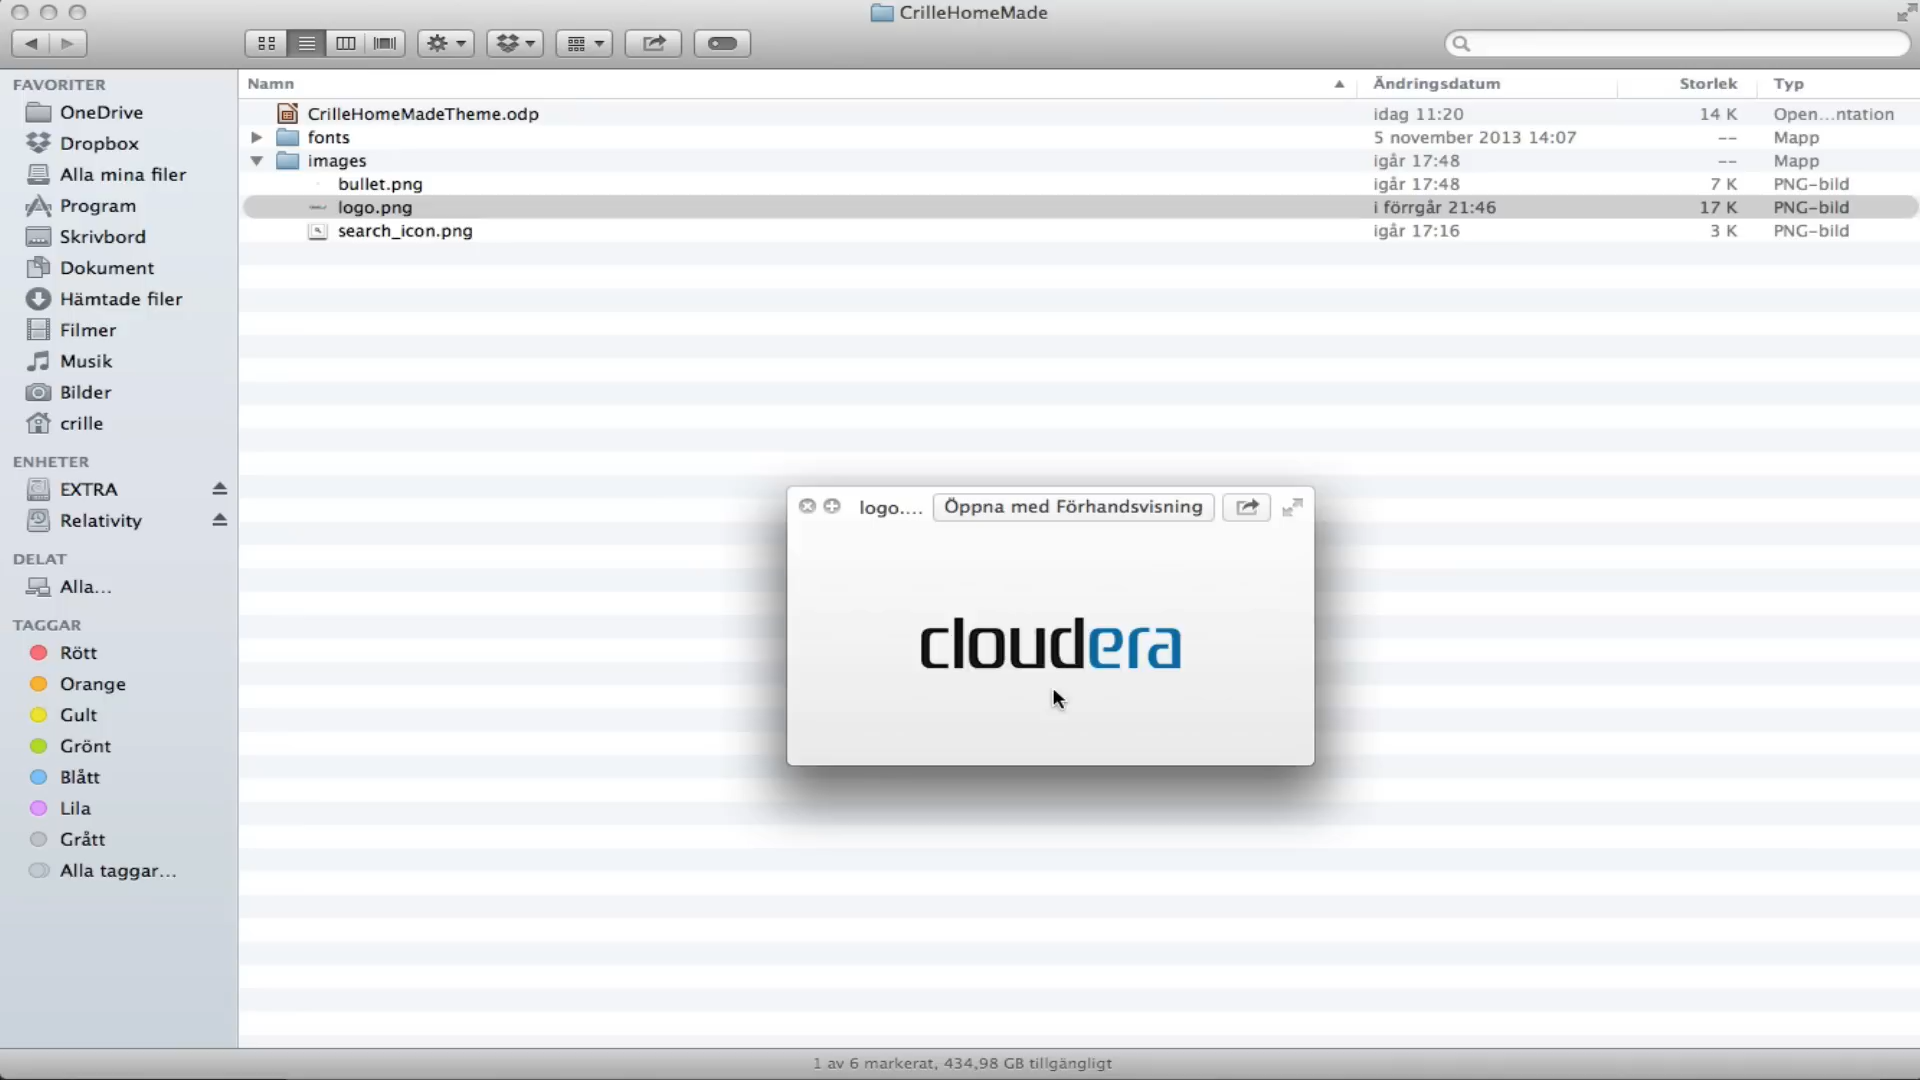 CrilleHomeMade
FAVORITER
OneDrive
Dropbox
Alla mina filer
Program
Skrivbord
Dokument
Hämtade filer
Filmer
Musik
Bilder
crille
ENHETER
EXTRA
Relativity
DELAT
Alla...
TAGGAR
Rött
Orange
Gult
Grönt
Blått
Lila
Grått
Alla taggar...
Namn Ändringsdatum Storlek Typ
CrilleHomeMadeTheme.odp idag 11:20 14 K Open...ntation
fonts 5 november 2013 14:07 -- Mapp
images igår 17:48 -- Mapp
bullet.png igår 17:48 7 K PNG-bild
logo.png i förrgår 21:46 17 K PNG-bild
search_icon.png igår 17:16 3 K PNG-bild
logo.... Öppna med Förhandsvisning
cloudera
1 av 6 markerat, 434,98 GB tillgängligt